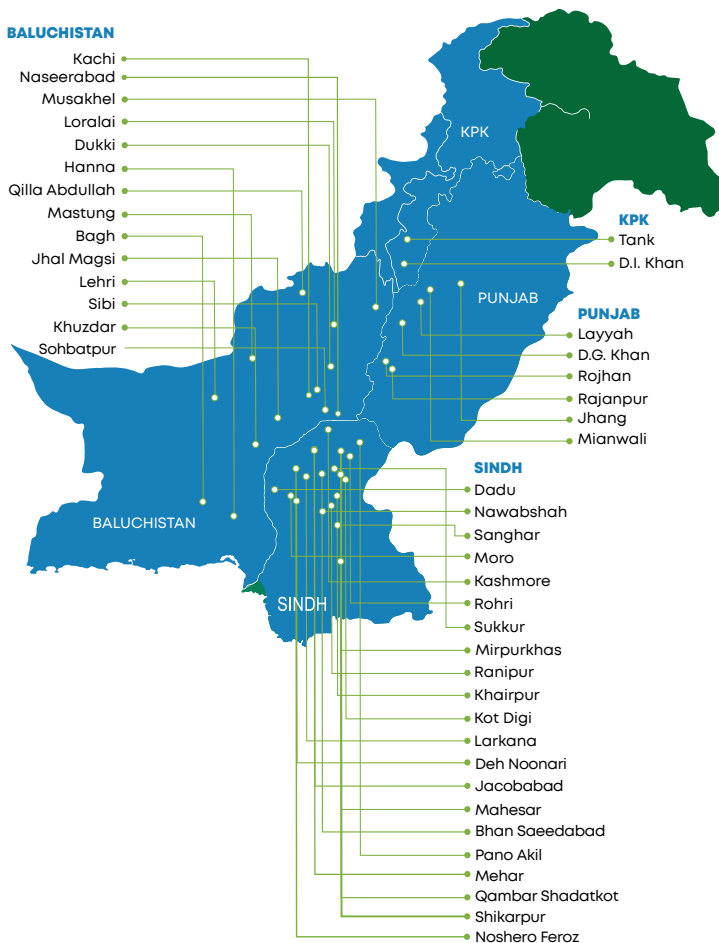 BALUCHISTAN
Kachi
Naseerabad
Musakhel
Loralai
Dukki
Hanna
Qilla Abdullah
Mastung
Bagh
Jhal Magsi
Lehri
Sibi
Khuzdar
Sohbatpur
KPK
PUNJAB
BALUCHISTAN
SINDH
KPK
Tank
D.I. Khan
PUNJAB
Layyah
D.G. Khan
Rojhan
Rajanpur
Jhang
Mianwali
SINDH
Dadu
Nawabshah
Sanghar
Moro
Kashmore
Rohri
Sukkur
Mirpurkhas
Ranipur
Khairpur
Kot Digi
Larkana
Deh Noonari
Jacobabad
Mahesar
Bhan Saeedabad
Pano Akil
Mehar
Qambar Shadatkot
Shikarpur
Noshero Feroz